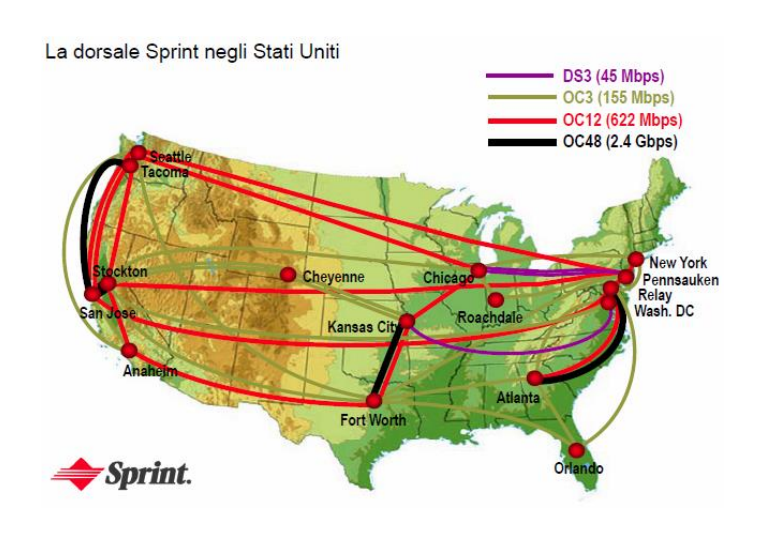 La dorsale Sprint negli Stati Uniti
DS3 (45 Mbps)
OC3 (155 Mbps)
OC12 (622 Mbps)
OC48 (2.4 Gbps)
Seattle
Tacoma
Stockton
San Jose
Anaheim
Cheyenne
Chicago
Roachdale
Kansas City
Fort Worth
New York
Pennsauken
Relay
Wash. DC
Atlanta
Orlando
Sprint.